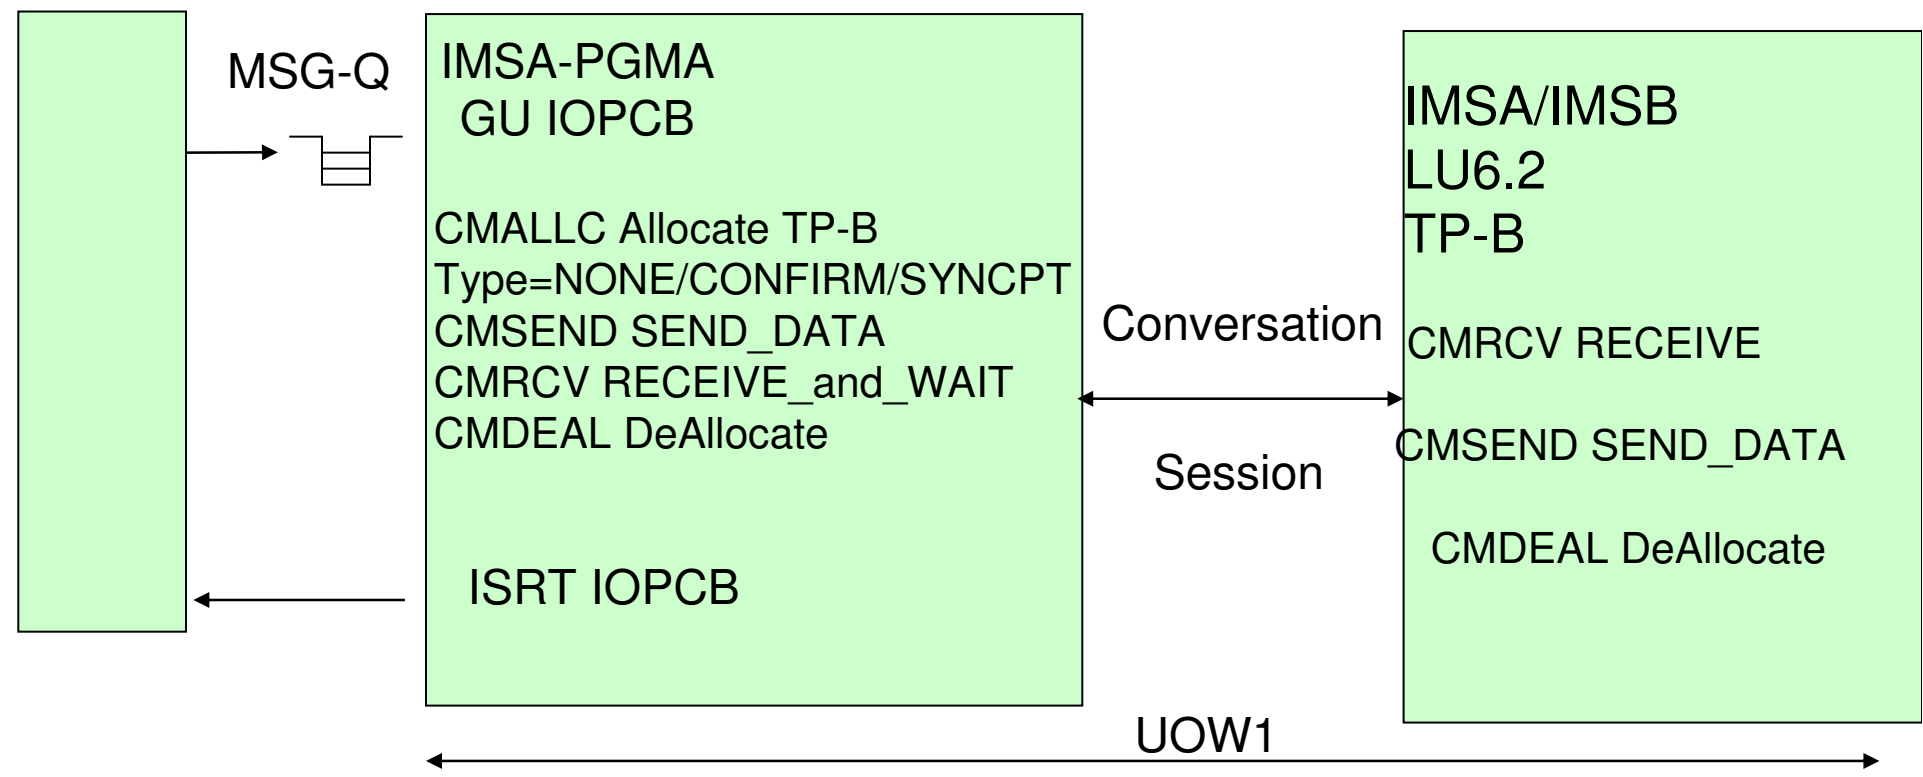 MSG-Q
IMSA-PGMA
GU IOPCB
CMALLC Allocate TP-B
Type=NONE/CONFIRM/SYNCPT
CMSEND SEND_DATA
CMRCV RECEIVE_and_WAIT
CMDEAL DeAllocate
ISRT IOPCB
Conversation
Session
IMSA/IMSB
LU6.2
TP-B
CMRCV RECEIVE
CMSEND SEND_DATA
CMDEAL DeAllocate
UOW1